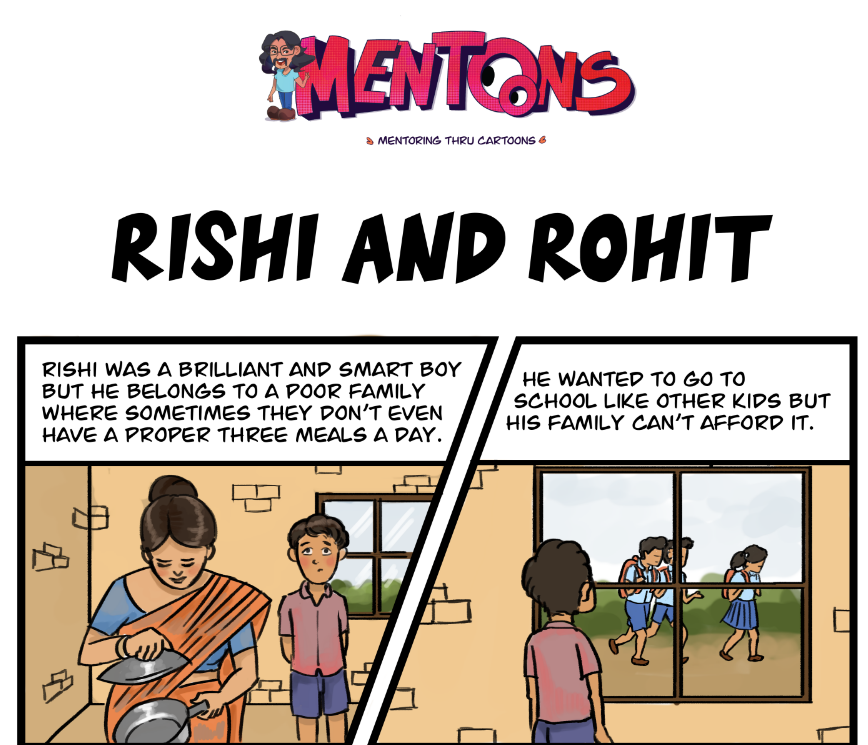 MENTOONS
MENTORING THRU CARTOONS
RISHI AND ROHIT
RISHI WAS A BRILLIANT AND SMART BOY
BUT HE BELONGS TO A POOR FAMILY
WHERE SOMETIMES THEY DON'T EVEN
HAVE A PROPER THREE MEALS A DAY.
HE WANTED TO GO TO
SCHOOL LIKE OTHER KIDS BUT
HIS FAMILY CAN'T AFFORD IT.